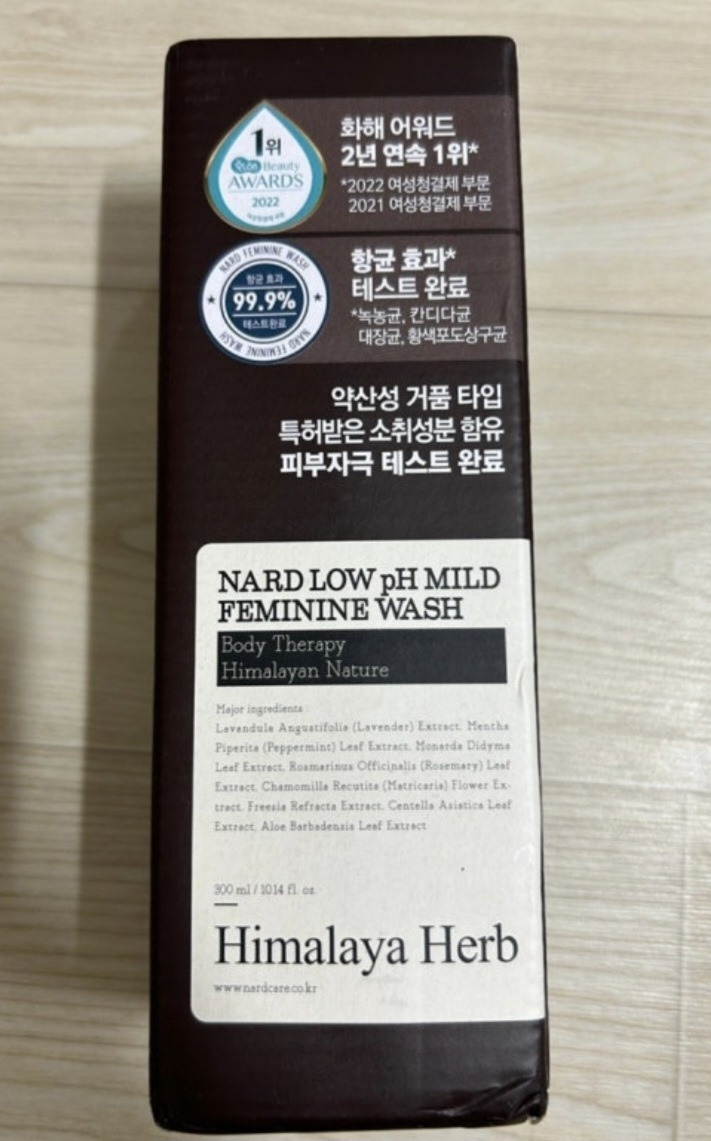 1위
Beauty
AWARDS
2022
화해 어워드
2년 연속 1위*
*2022 여성청결제 부문
2021 여성청결제 부문
NARD FEMININE WASH
항균 효과
99.9%
테스트완료
NARD FEMININE WASH
항균 효과*
테스트 완료
*녹농균, 칸디다균
대장균, 황색포도상구균
약산성 거품 타입
특허받은 소취성분 함유
피부자극 테스트 완료
NARD LOW pH MILD
FEMININE WASH
Body Therapy
Himalayan Nature
Major ingredients
Lavandula Angustifolia (Lavender) Extract, Mentha
Piperita (Peppermint) Leaf Extract, Monarda Didyma
Leaf Extract, Rosmarinus Officinalis (Rosemary) Leaf
Extract, Chamomilla Recutita (Matricaria) Flower Ex-
tract, Freesia Refracta Extract, Centella Asiatica Leaf
Extract, Aloe Barbadensis Leaf Extract
300 ml / 10.14 fl. oz.
Himalaya Herb
www.nardcare.co.kr